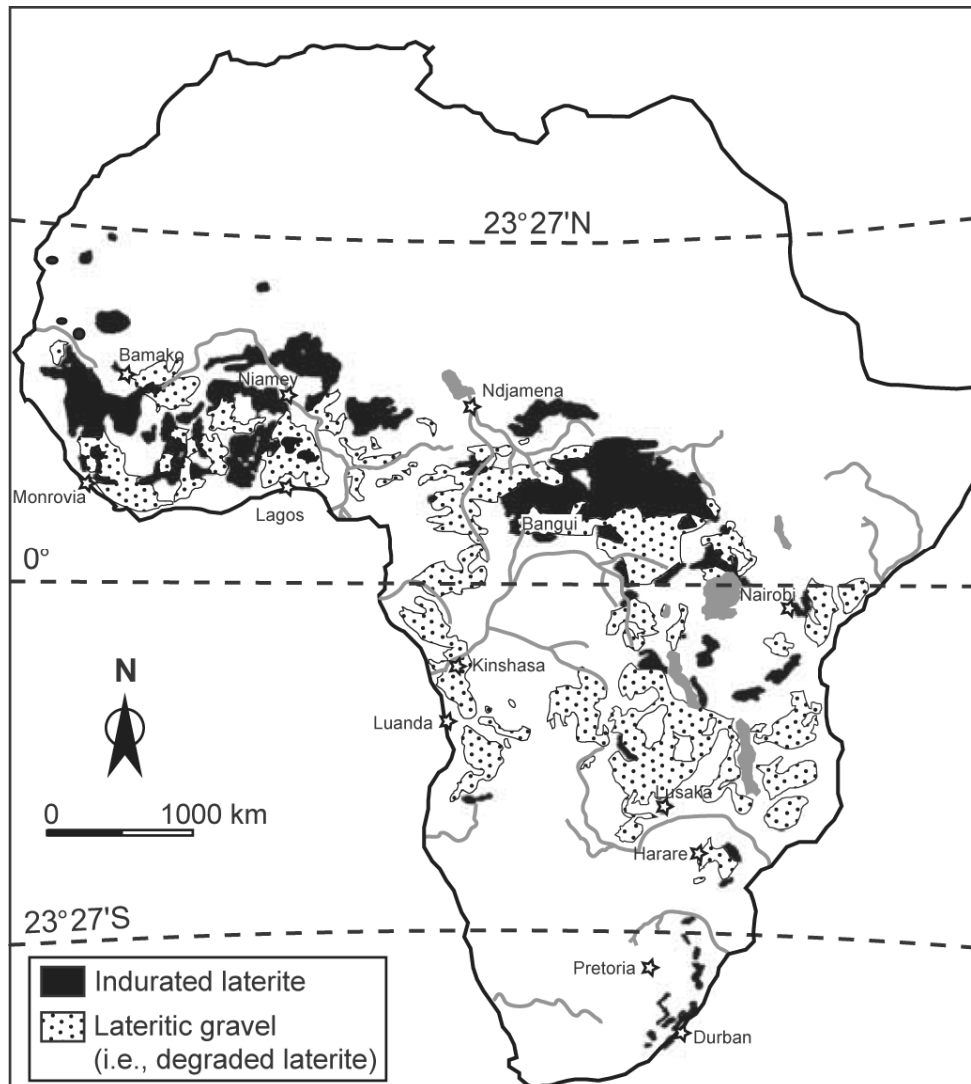 23°27'N
Bamako
Niamey
Ndjamena
Monrovia
Lagos
Bangui
0°
Nairobi
Kinshasa
N
Luanda
0 1000 km
Lusaka
Harare
23°27'S
Pretoria
Indurated laterite
Lateritic gravel
(i.e., degraded laterite)
Durban